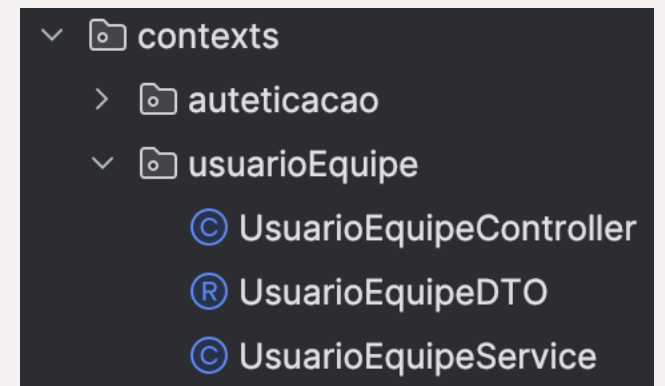 contexts
auteticacao
usuarioEquipe
C UsuarioEquipeController
R UsuarioEquipeDTO
C UsuarioEquipeService